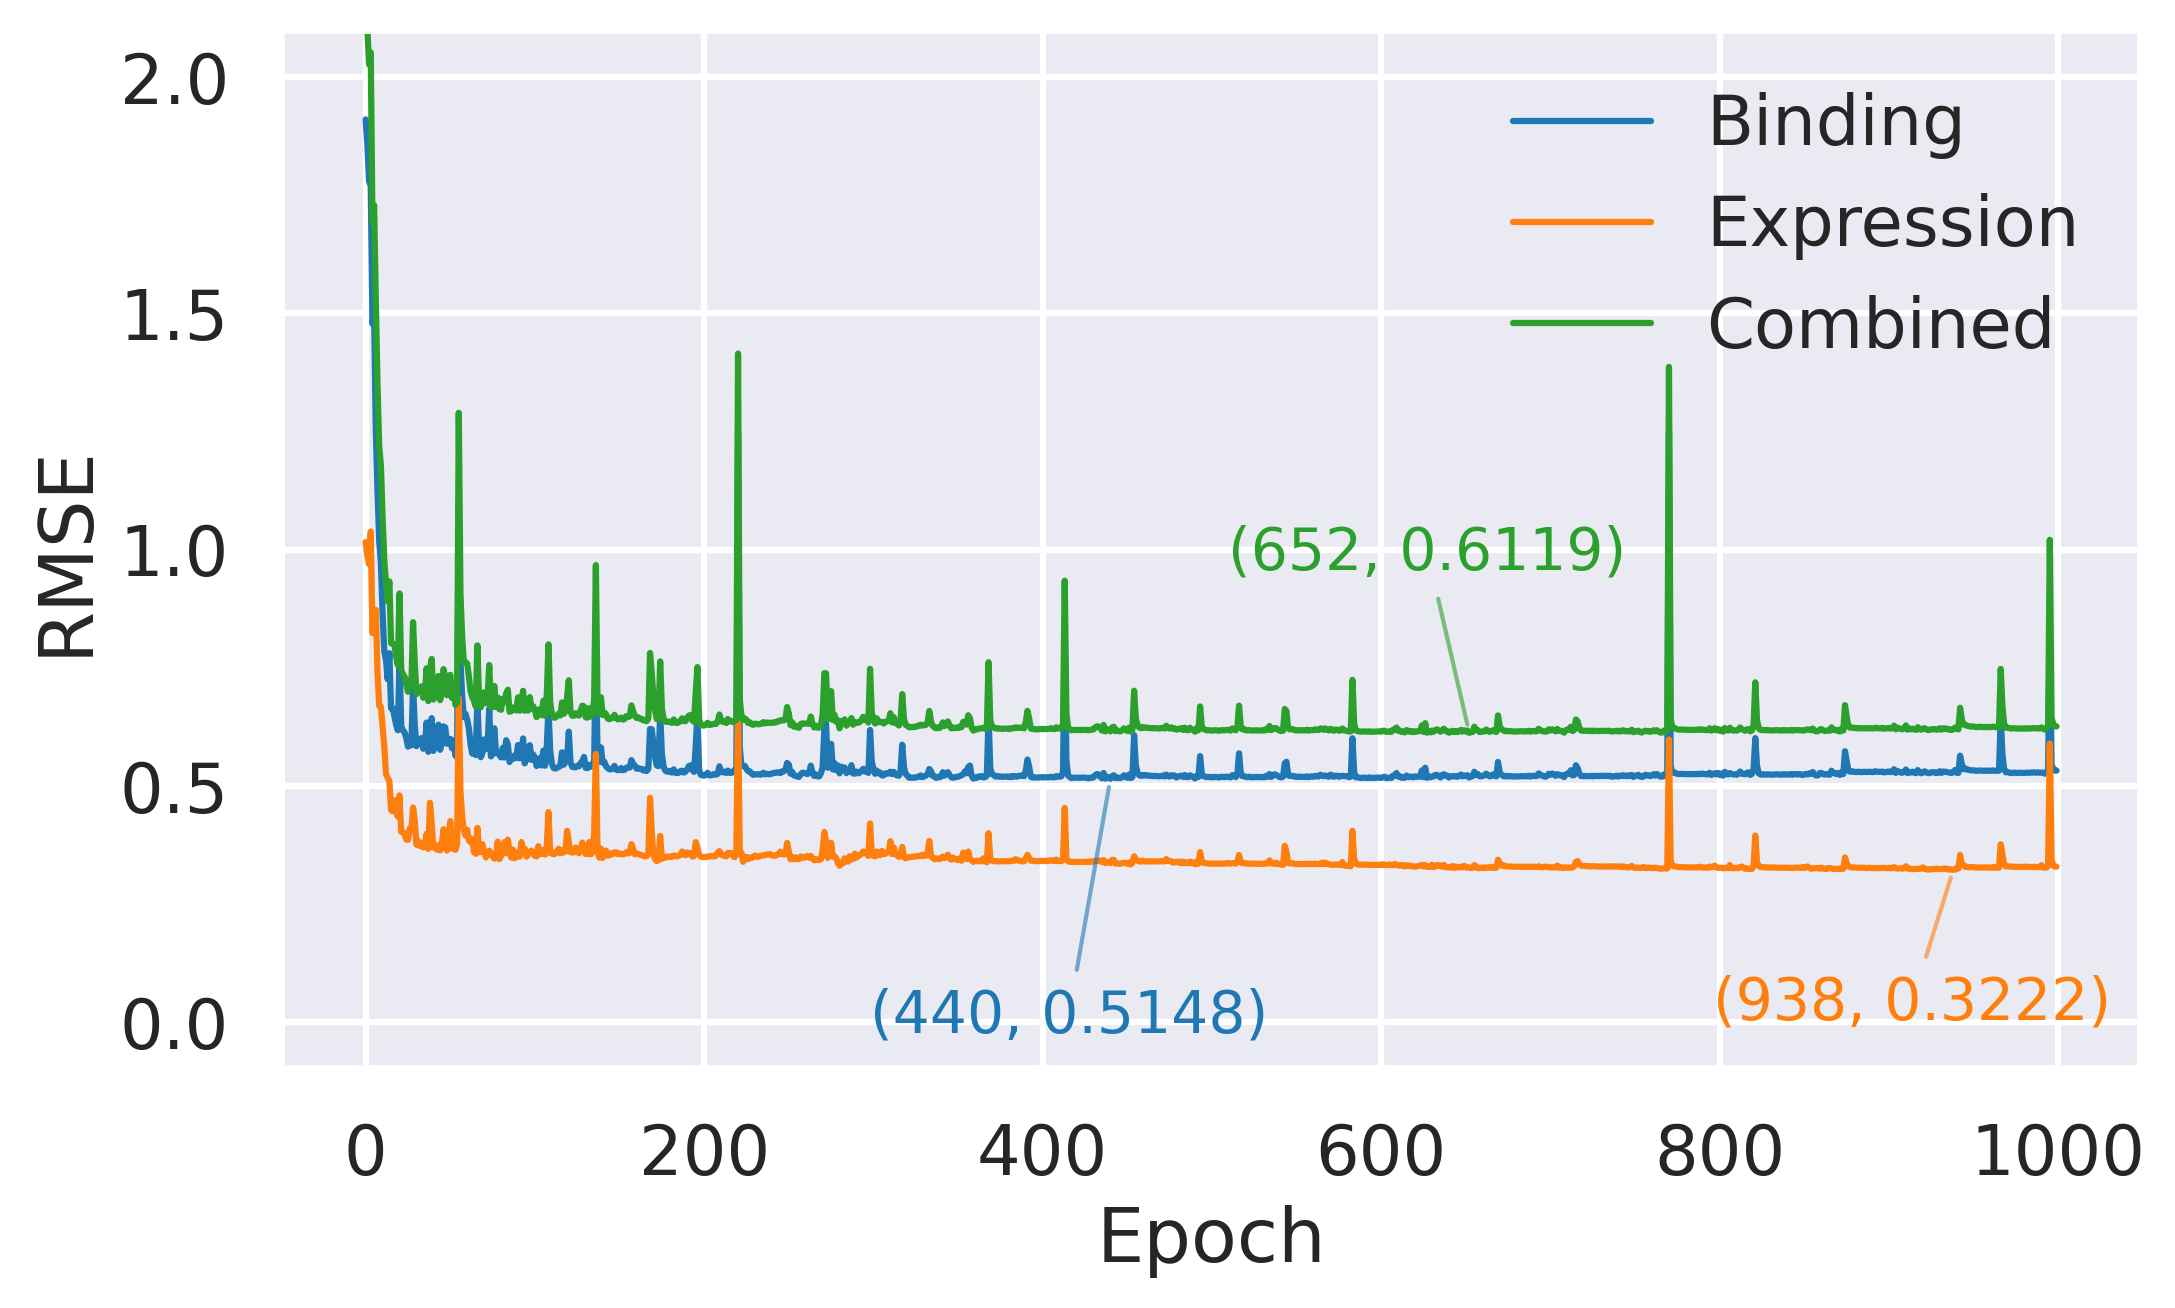 2.0
1.5
1.0
0.5
0.0
RMSE
Binding
Expression
Combined
(652, 0.6119)
(440, 0.5148)
(938, 0.3222)
0 200 400 600 800 1000
Epoch